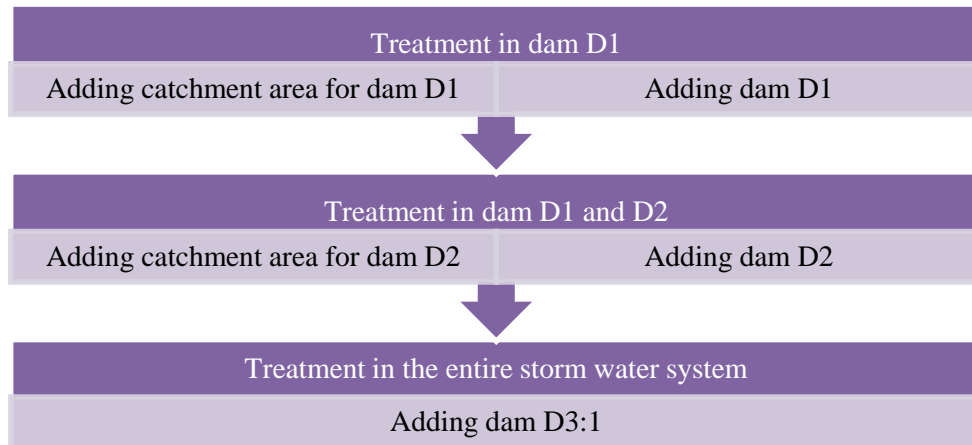 Treatment in dam D1
Adding catchment area for dam D1
Adding dam D1
Treatment in dam D1 and D2
Adding catchment area for dam D2
Adding dam D2
Treatment in the entire storm water system
Adding dam D3:1